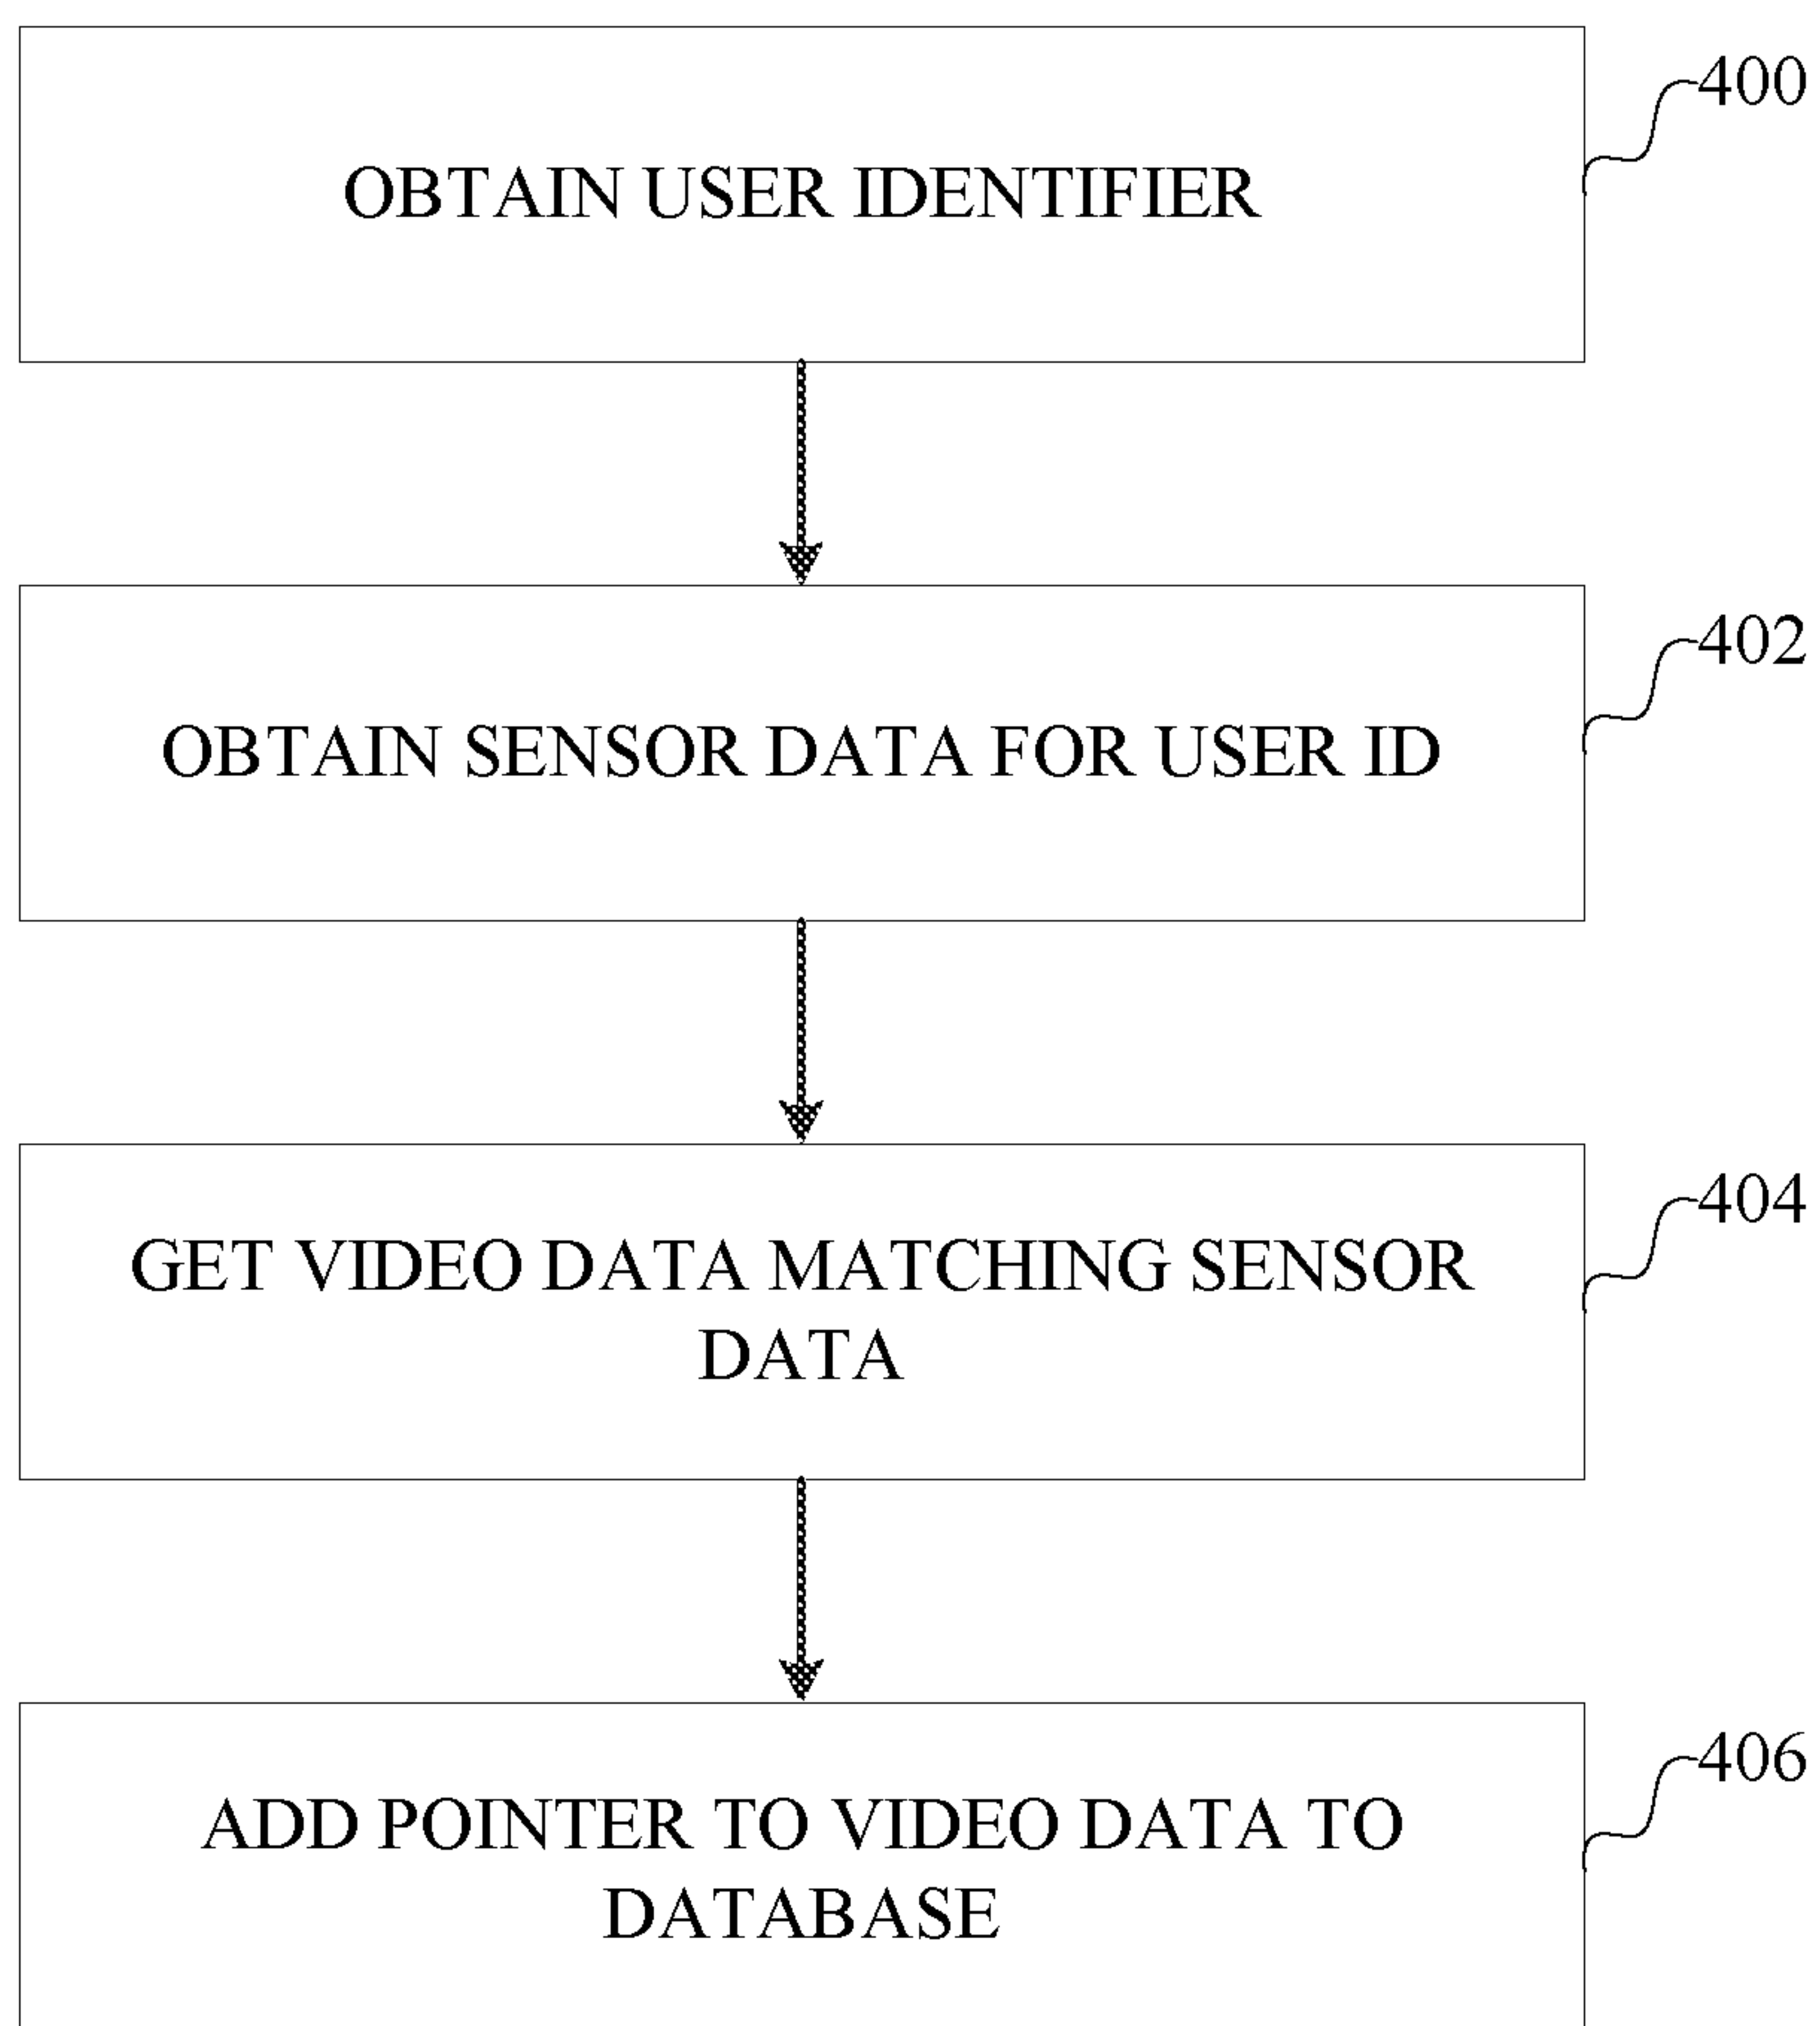 400
OBTAIN USER IDENTIFIER
402
OBTAIN SENSOR DATA FOR USER ID
404
GET VIDEO DATA MATCHING SENSOR
DATA
406
ADD POINTER TO VIDEO DATA TO
DATABASE